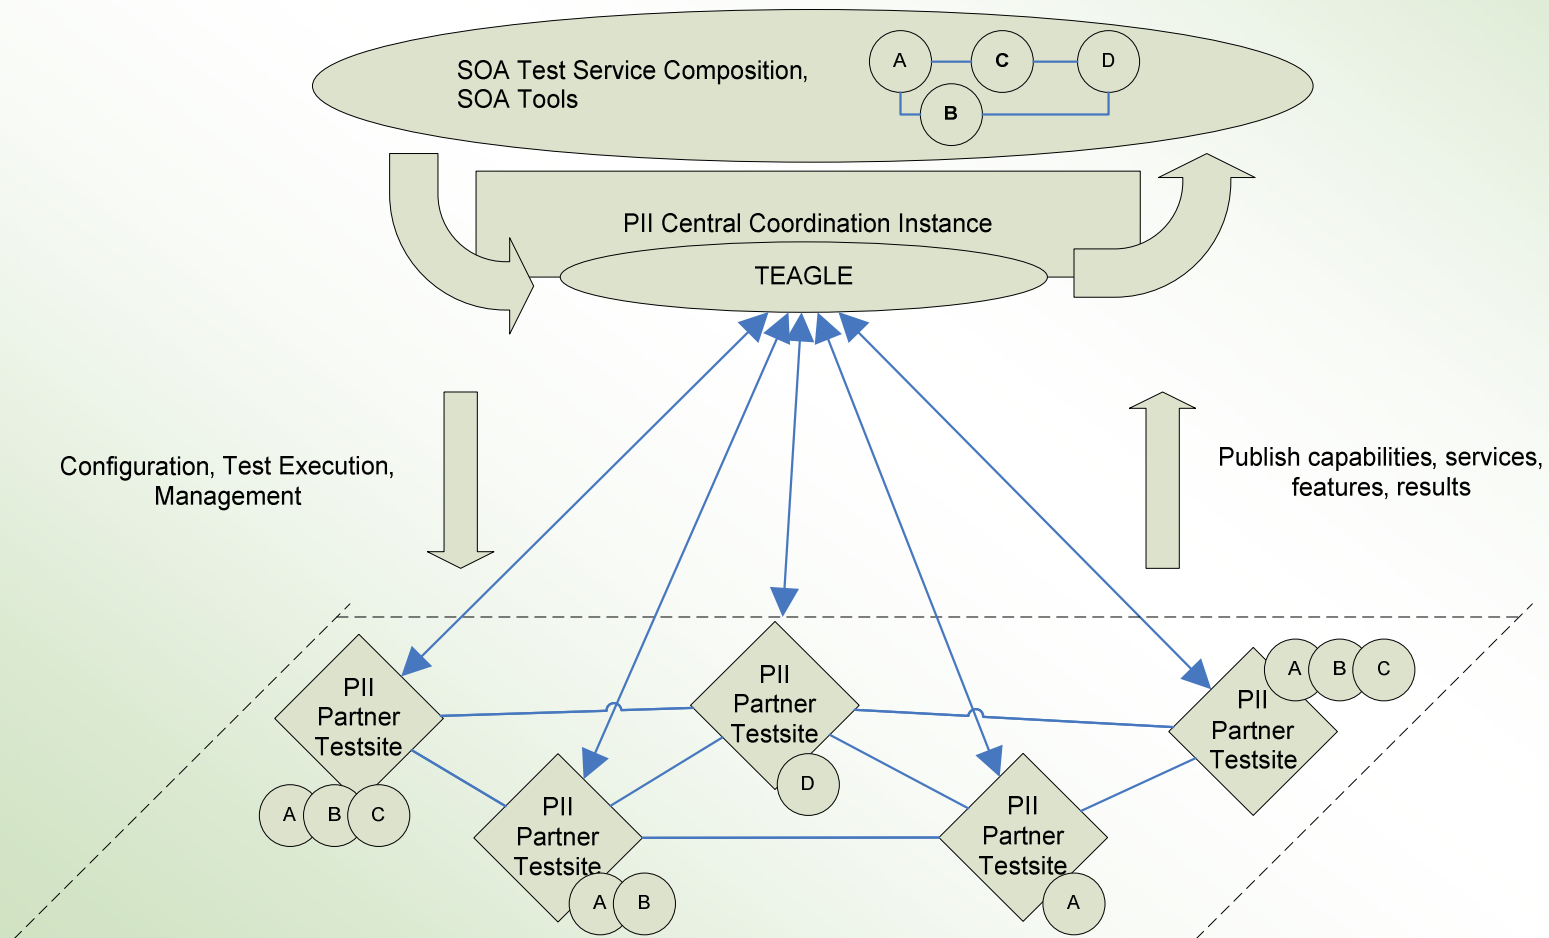 SOA Test Service Composition,
SOA Tools
A
C
D
B
PII Central Coordination Instance
TEAGLE
Configuration, Test Execution,
Management
Publish capabilities, services,
features, results
PII
Partner
Testsite
A
B
C
PII
Partner
Testsite
A
B
PII
Partner
Testsite
D
PII
Partner
Testsite
A
PII
Partner
Testsite
A
B
C